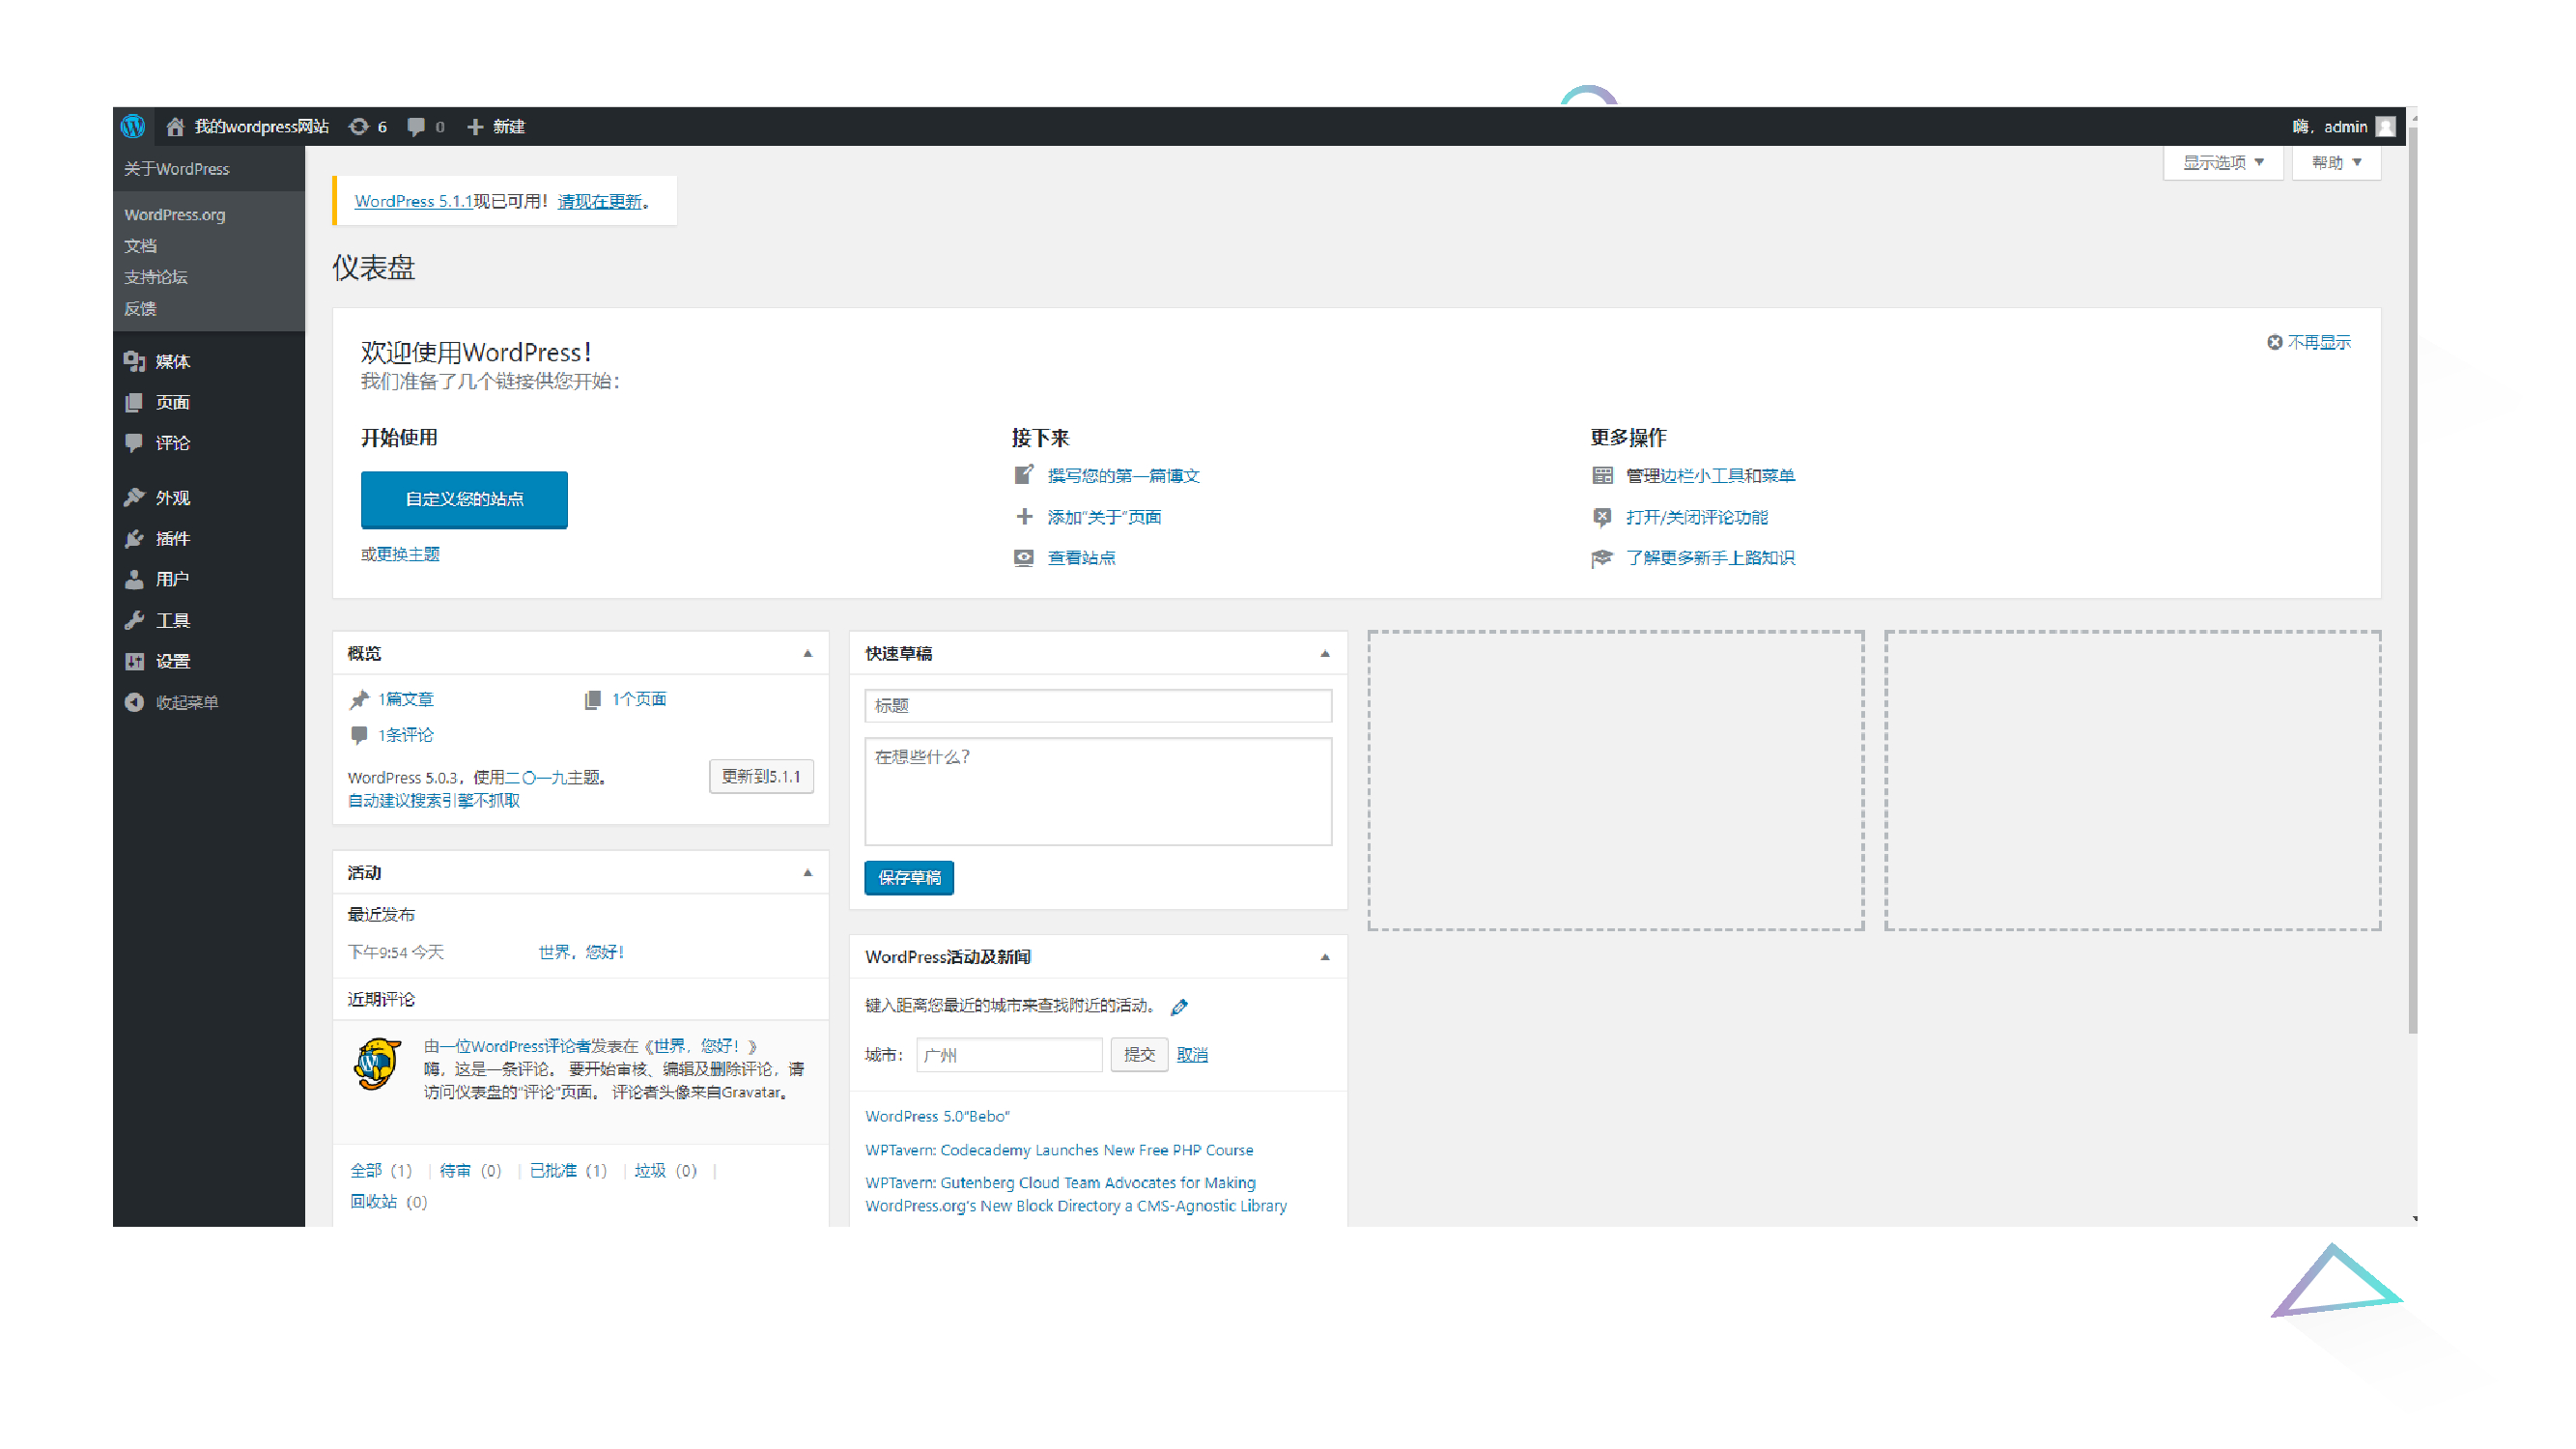 我的wordpress网站 6 0 新建 嗨，admin
关于WordPress
WordPress.org
文档
支持论坛
反馈
媒体
页面
评论
外观
插件
用户
工具
设置
收起菜单
显示选项 帮助
WordPress 5.1.1现已可用！请现在更新。
仪表盘
欢迎使用WordPress！
我们准备了几个链接供您开始：
不再显示
开始使用
自定义您的站点
或更换主题
接下来
撰写您的第一篇博文
添加“关于”页面
查看站点
更多操作
管理边栏小工具和菜单
打开/关闭评论功能
了解更多新手上路知识
概览
1篇文章 1个页面
1条评论
WordPress 5.0.3，使用二〇一九主题。 更新到5.1.1
自动建议搜索引擎不抓取
活动
最近发布
下午9:54 今天 世界，您好！
近期评论
由一位WordPress评论者发表在《世界，您好！》
嗨，这是一条评论。 要开始审核、编辑及删除评论，请
访问仪表盘的“评论”页面。 评论者头像来自Gravatar。
全部（1） | 待审（0） | 已批准（1） | 垃圾（0） |
回收站（0）
快速草稿
标题
在想些什么？
保存草稿
WordPress活动及新闻
键入距离您最近的城市来查找附近的活动。
城市： 广州 提交 取消
WordPress 5.0“Bebo”
WPTavern: Codecademy Launches New Free PHP Course
WPTavern: Gutenberg Cloud Team Advocates for Making
WordPress.org's New Block Directory a CMS-Agnostic Library